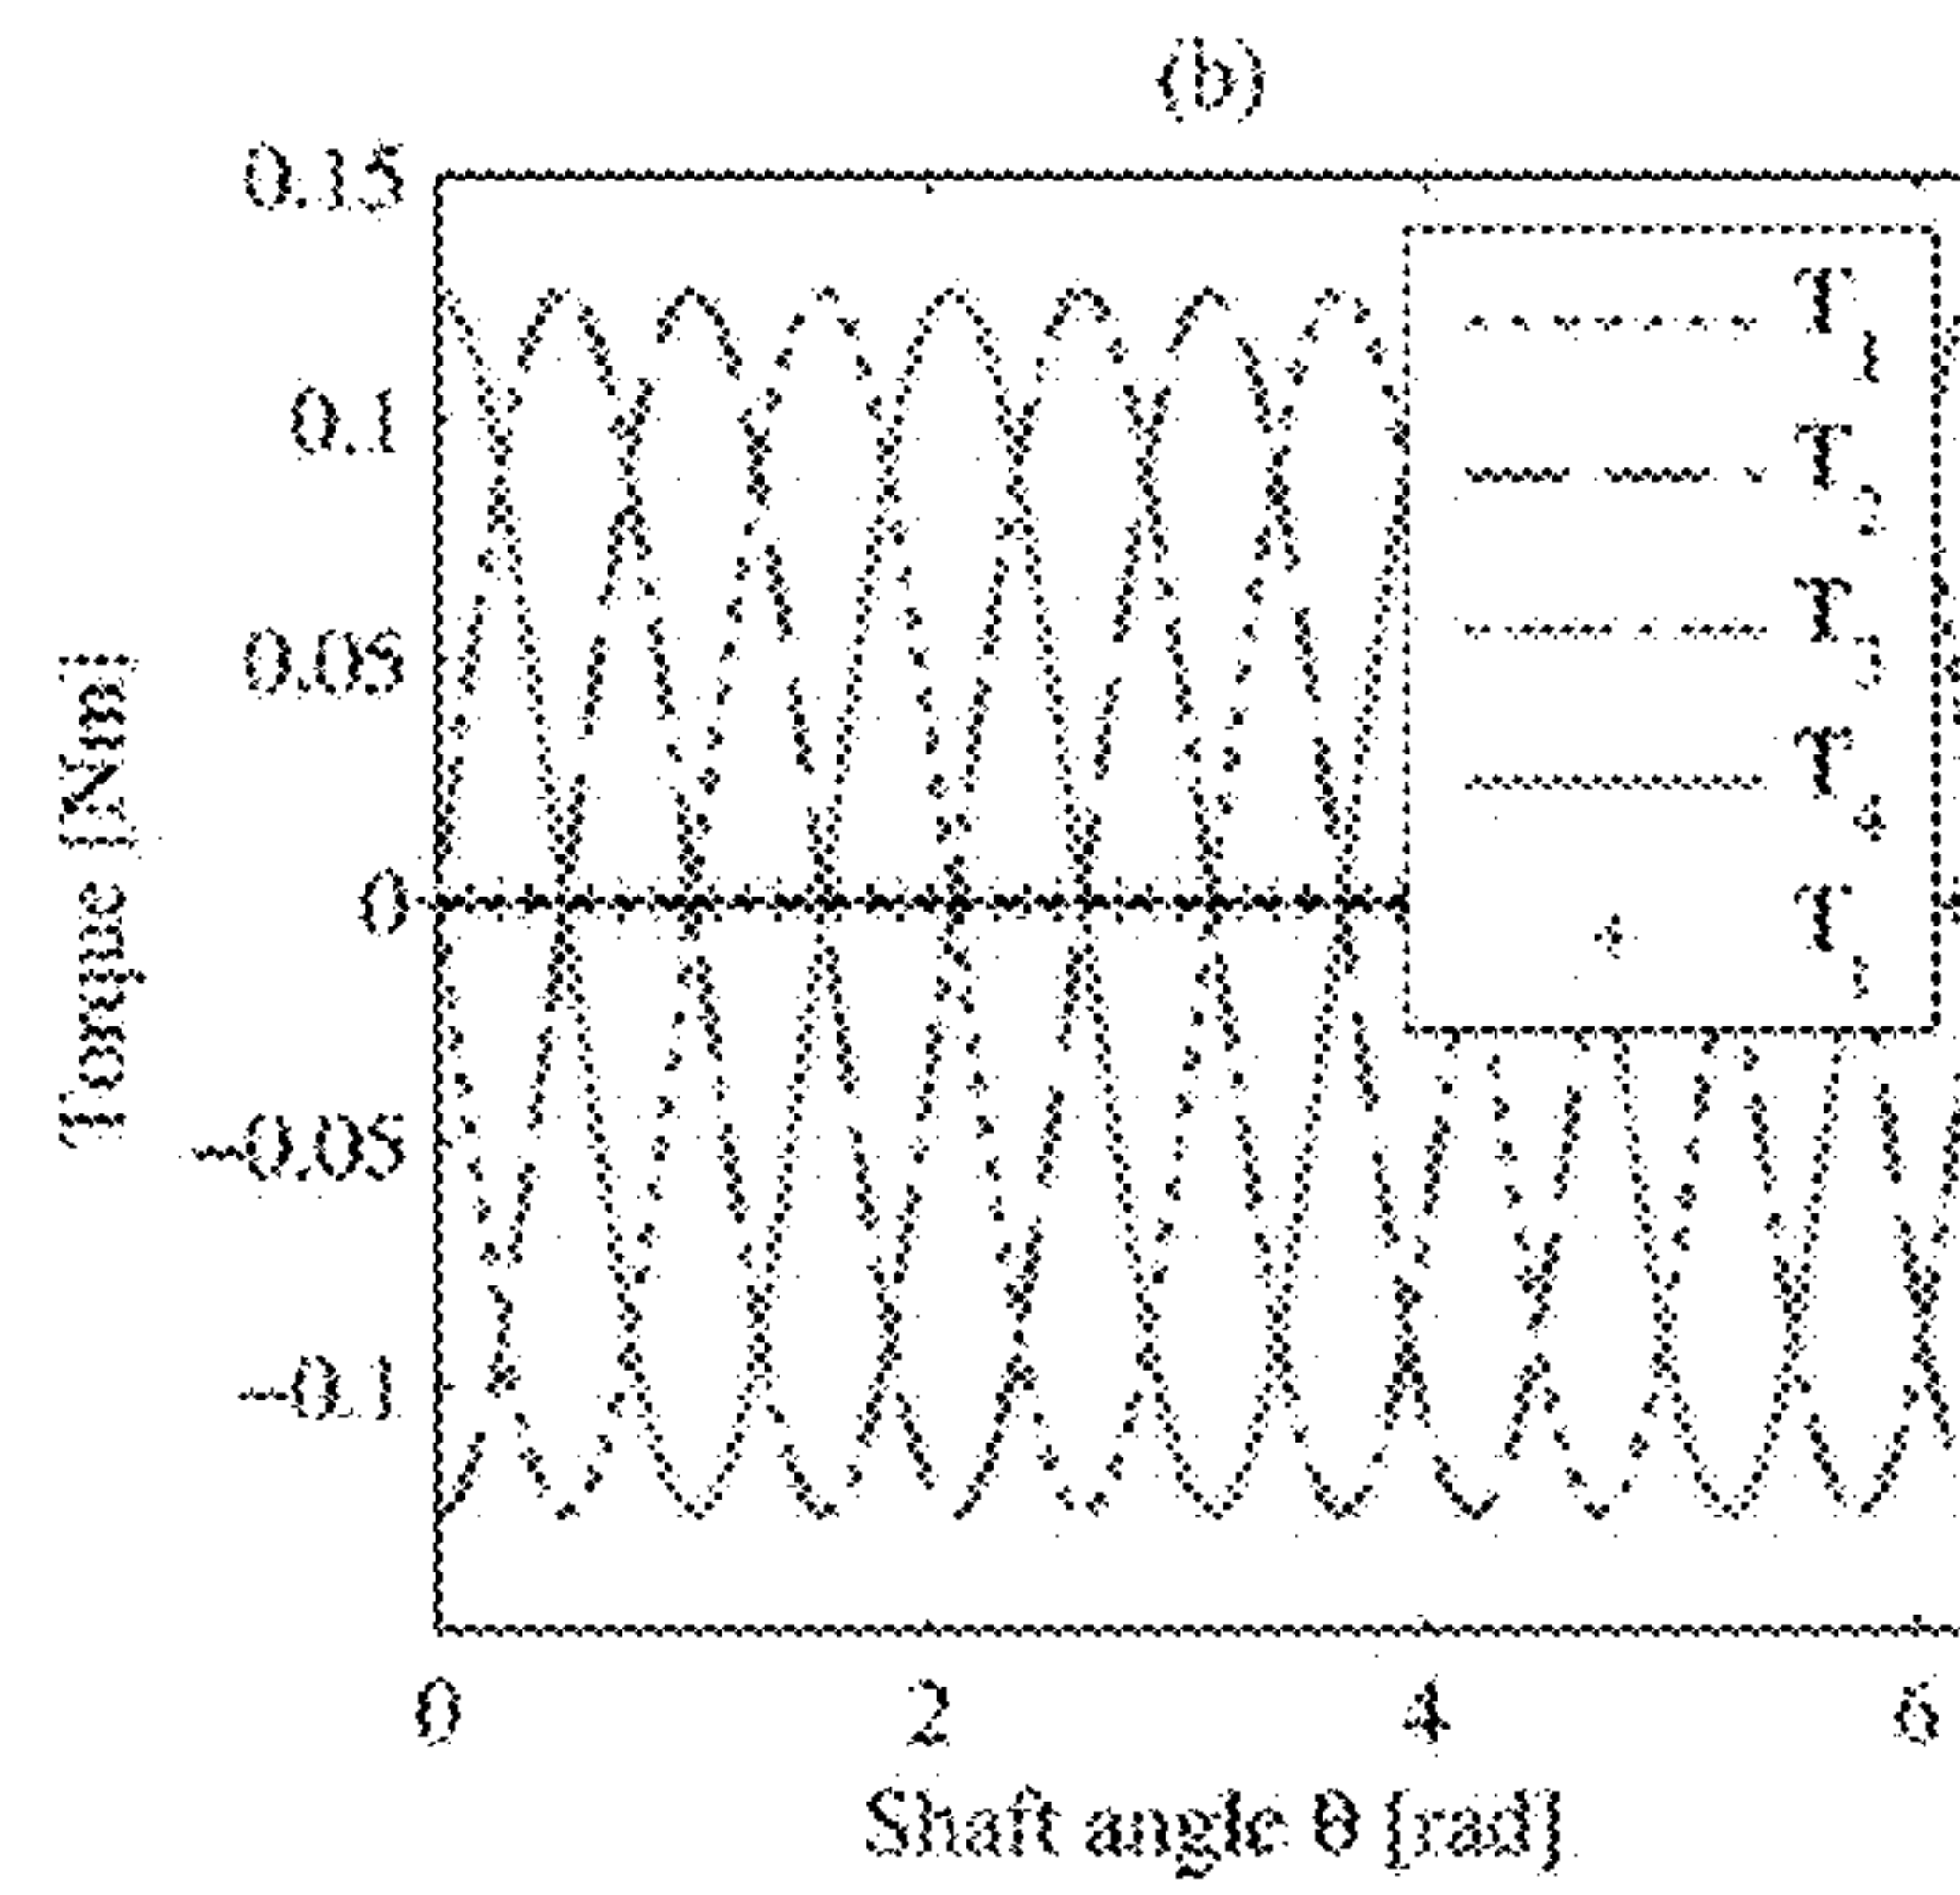 (b)
0.15
0.1
0.05
0
−0.05
−0.1
Torque [Nm]
T1
T2
T3
T4
T
0 2 4 6
Shaft angle θ [rad]